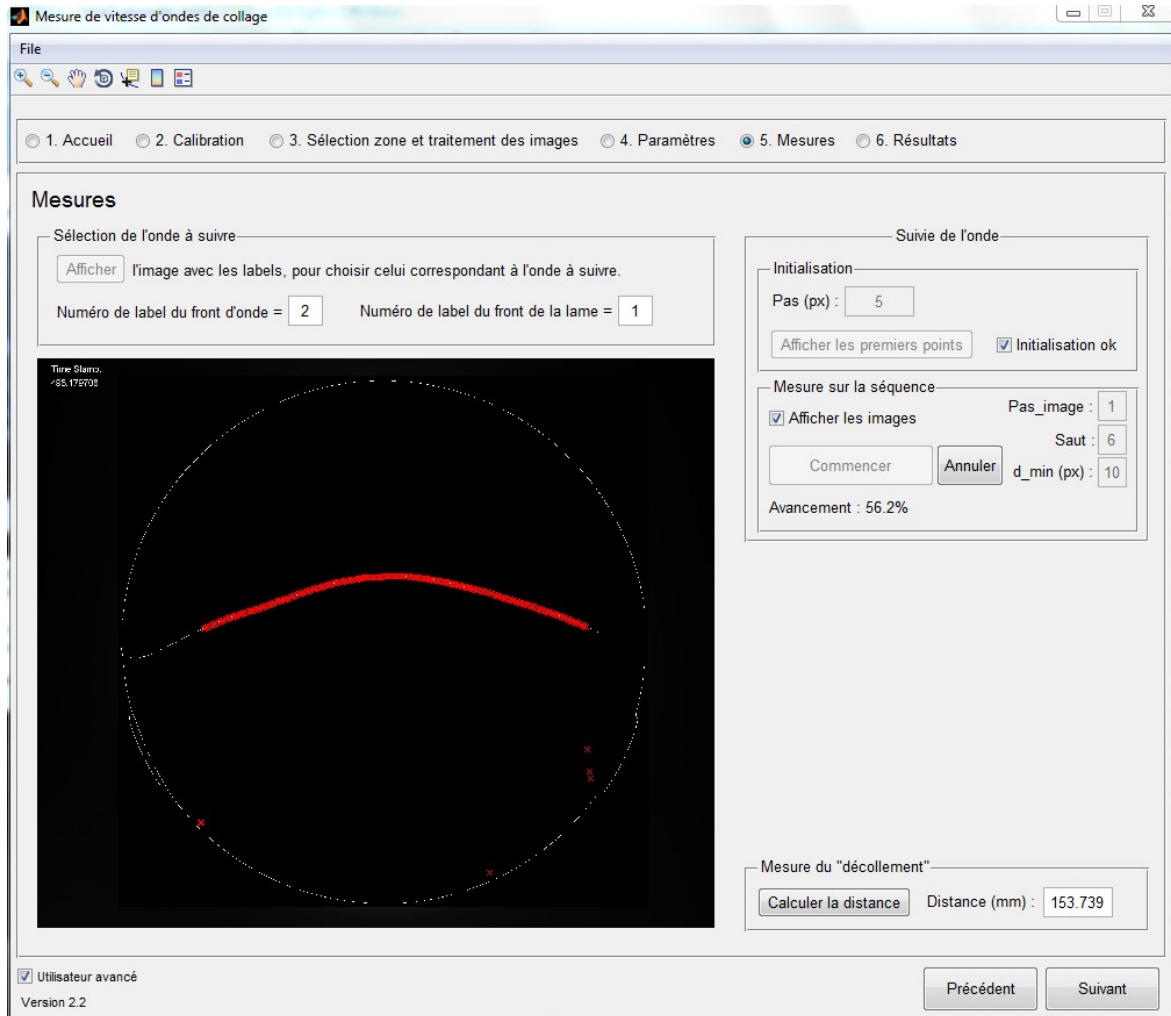 Mesure de vitesse d'ondes de collage
File
1. Accueil 2. Calibration 3. Sélection zone et traitement des images 4. Paramètres 5. Mesures 6. Résultats
Mesures
Sélection de l'onde à suivre
Afficher l'image avec les labels, pour choisir celui correspondant à l'onde à suivre.
Numéro de label du front d'onde = 2 Numéro de label du front de la lame = 1
Time Stamp.
Suivie de l'onde
Initialisation
Pas (px) : 5
Afficher les premiers points Initialisation ok
Mesure sur la séquence
Afficher les images Pas_image : 1
Saut : 6
Commencer Annuler d_min (px) : 10
Avancement : 56.2%
Mesure du "décollement"
Calculer la distance Distance (mm) : 153.739
Utilisateur avancé
Version 2.2
Précédent Suivant